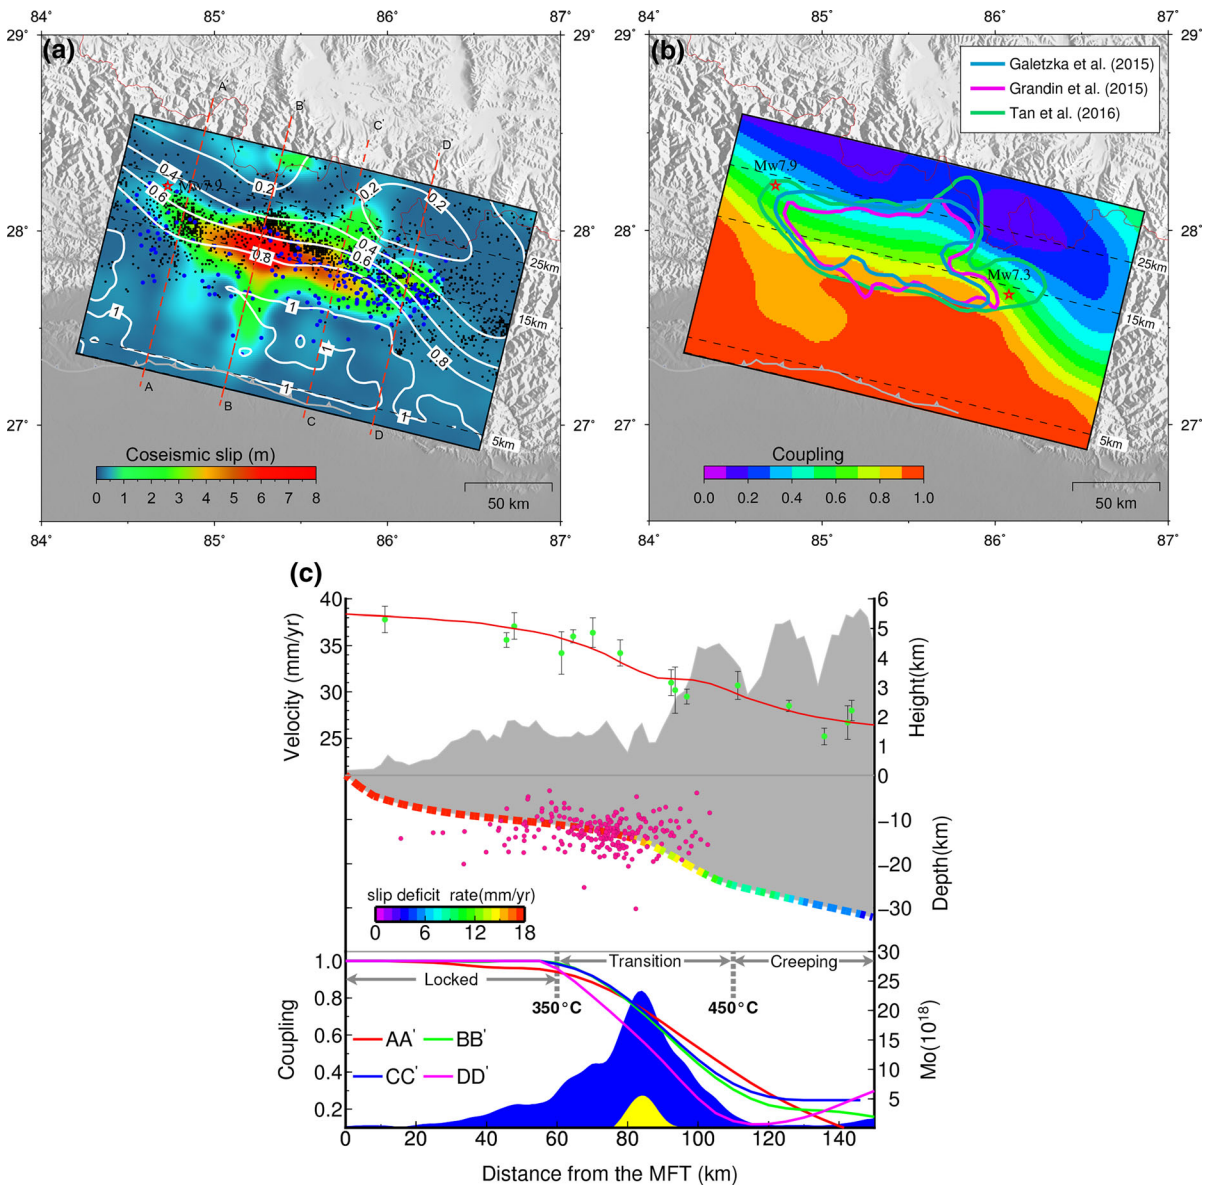 84°
85°
86°
87°
84°
85°
86°
87°
29°
(a)
(b)
29°
Galetzka et al. (2015)
Grandin et al. (2015)
Tan et al. (2016)
A'
B'
C'
D'
Mw7.9
0.4
0.6
0.2
0.2
0.2
0.4
0.6
0.8
0.8
1
1
1
1
1
28°
25km
15km
5km
A
B
C
D
27°
Coseismic slip (m)
0 1 2 3 4 5 6 7 8
50 km
84°
85°
86°
87°
Mw7.9
Mw7.3
28°
28°
25km
15km
5km
27°
27°
Coupling
0.0 0.2 0.4 0.6 0.8 1.0
50 km
84°
85°
86°
87°
(c)
40
35
30
25
Velocity (mm/yr)
6
5
4
3
2
1
0
Height(km)
−10
−20
−30
Depth(km)
slip deficit rate(mm/yr)
0 6 12 18
1.0
0.8
0.6
0.4
0.2
Coupling
Locked
Transition
Creeping
350°C
450°C
AA'
BB'
CC'
DD'
30
25
20
15
10
5
Mo(10¹⁸)
0 20 40 60 80 100 120 140
Distance from the MFT (km)